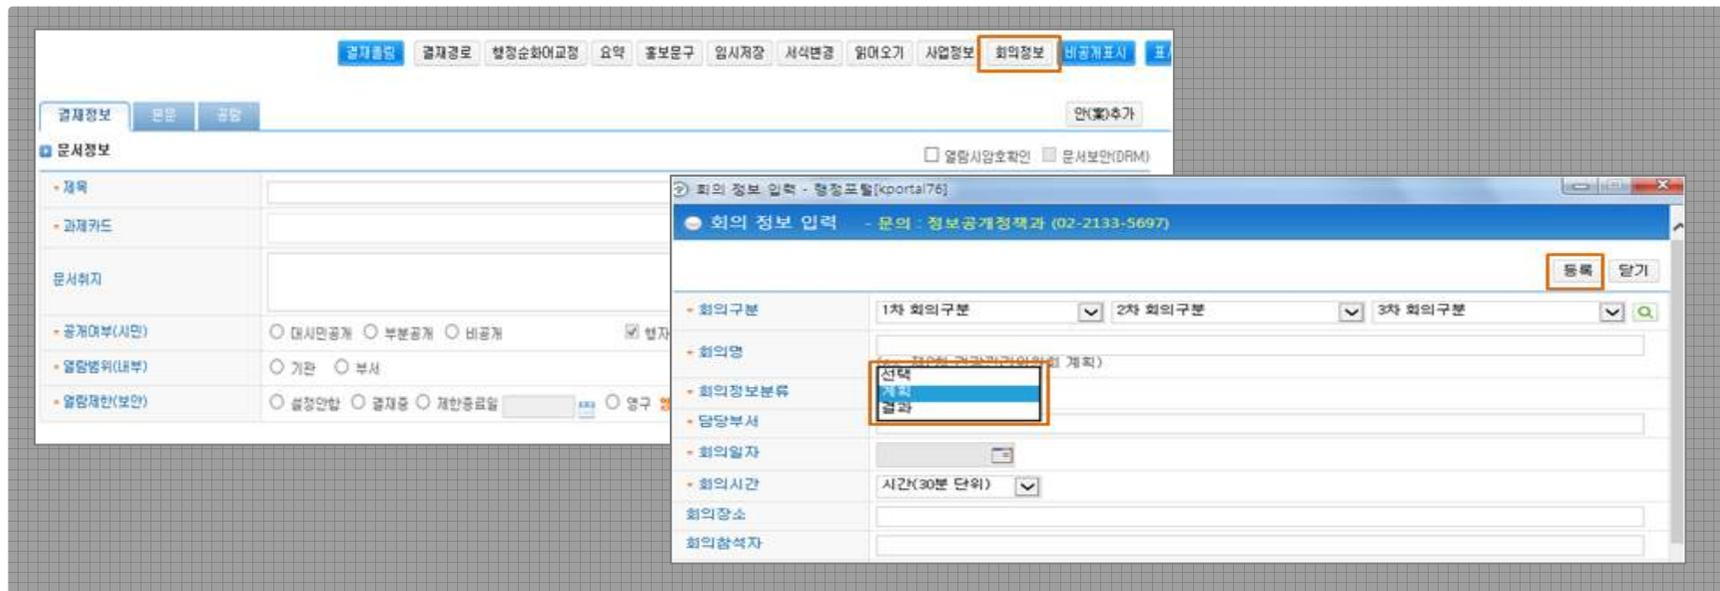 결재올림 결재경로 행정순화어교정 요약 홍보문구 임시저장 서식변경 읽어오기 사업정보 회의정보 비공개표시
결재정보 본문 공람 안(案)추가
문서정보 열람시암호확인 문서보안(DRM)
제목
과제카드
문서취지
공개여부(시민) 대시민공개 부분공개 비공개
열람범위(내부) 기관 부서
열람제한(보안) 설정안함 결재중 제한종료일 영구
회의 정보 입력 - 행정포털[kportal76]
회의 정보 입력 - 문의 : 정보공개정책과 (02-2133-5697)
등록 닫기
회의구분 1차 회의구분 2차 회의구분 3차 회의구분
회의명
계획)
회의정보분류 선택
계획
결과
담당부서
회의일자
회의시간 시간(30분 단위)
회의장소
회의참석자